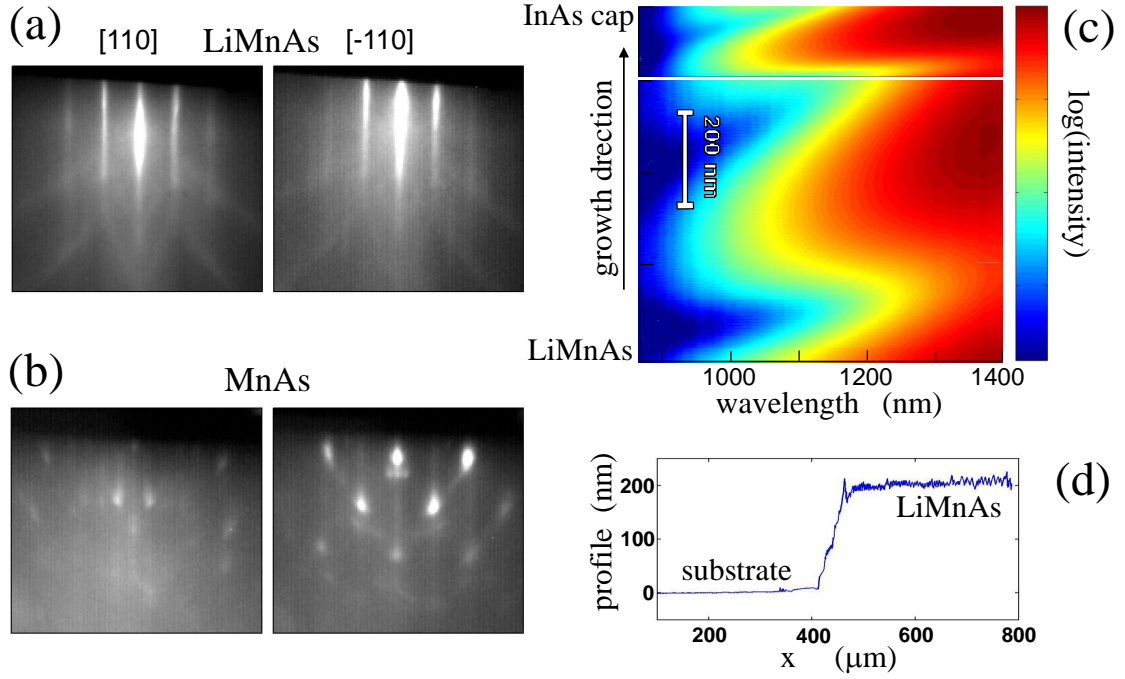 (a)
[110] LiMnAs [-110]
(b)
MnAs
InAs cap
growth direction
LiMnAs
200 nm
1000 1200 1400
wavelength (nm)
log(intensity)
(c)
200
100
0
profile (nm)
substrate
LiMnAs
200 400 600 800
x (μm)
(d)